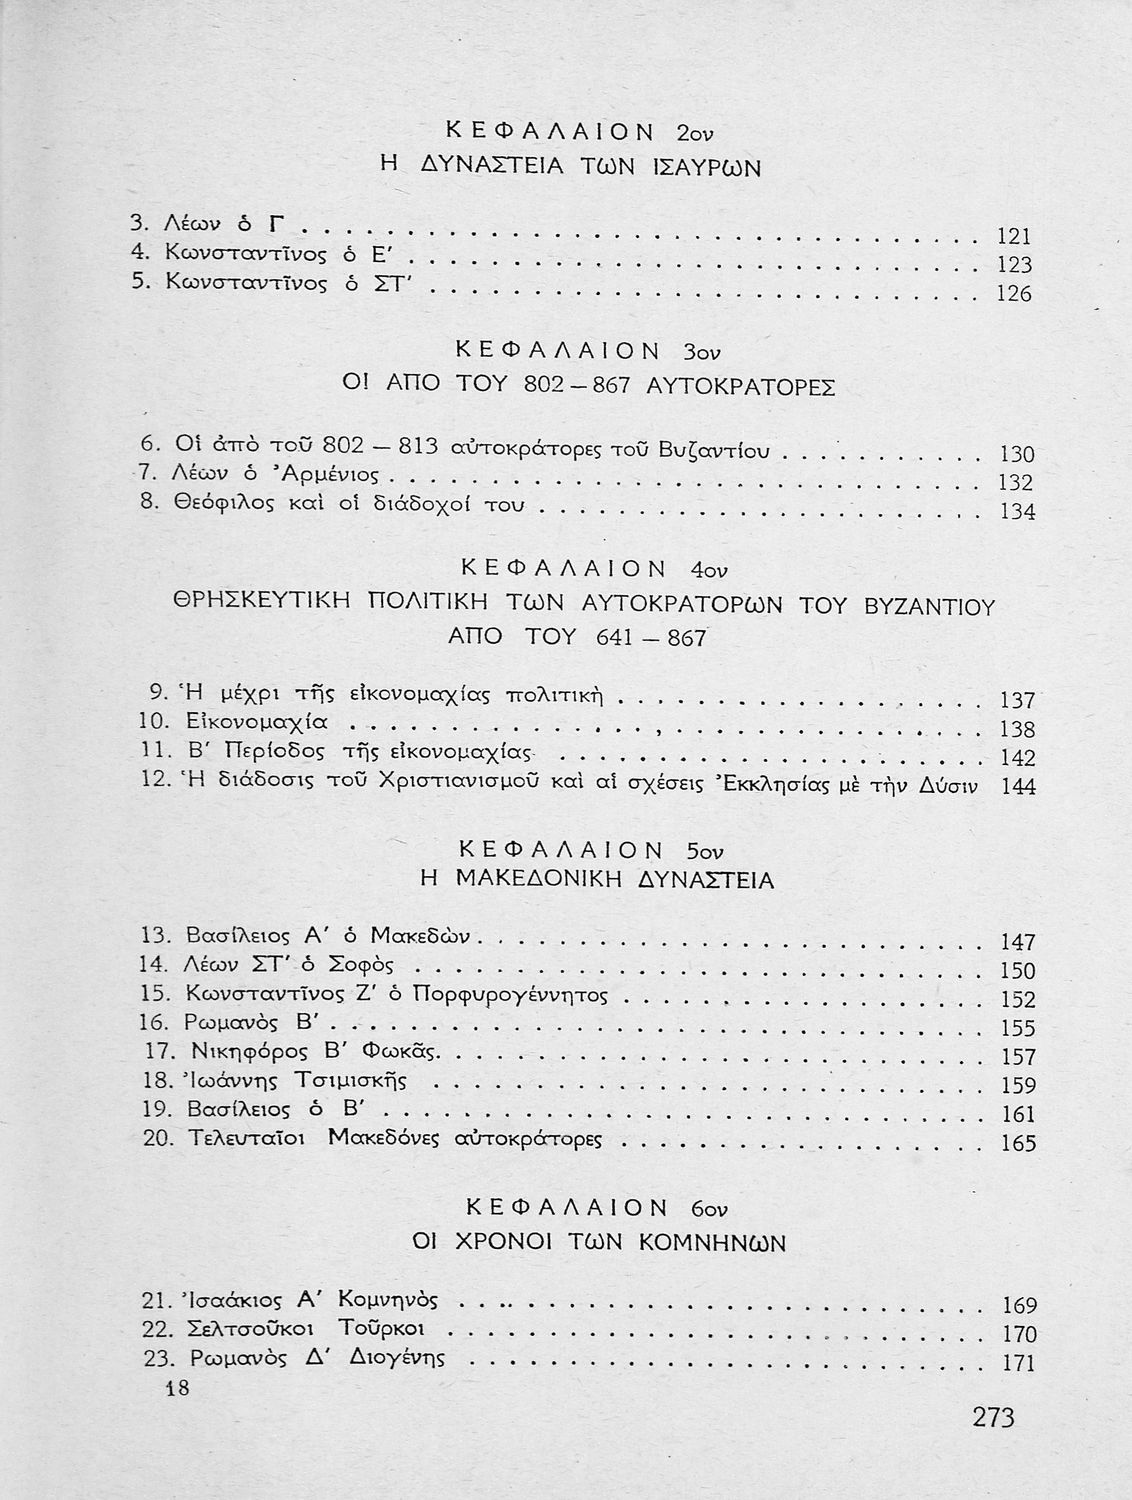 ΚΕΦΑΛΑΙΟΝ 2ον
Η ΔΥΝΑΣΤΕΙΑ ΤΩΝ ΙΣΑΥΡΩΝ
3. Λέων ὁ Γ . . . . . . . . . . . . . . . . . . . . . . . . . . . . . . . . . . 121
4. Κωνσταντῖνος ὁ Ε′ . . . . . . . . . . . . . . . . . . . . . . . . . . . . . 123
5. Κωνσταντῖνος ὁ ΣΤ′ . . . . . . . . . . . . . . . . . . . . . . . . . . . . 126
ΚΕΦΑΛΑΙΟΝ 3ον
ΟΙ ΑΠΟ ΤΟΥ 802 – 867 ΑΥΤΟΚΡΑΤΟΡΕΣ
6. Οἱ ἀπὸ τοῦ 802 – 813 αὐτοκράτορες τοῦ Βυζαντίου . . . . . . . . . . 130
7. Λέων ὁ Ἀρμένιος . . . . . . . . . . . . . . . . . . . . . . . . . . . . . . 132
8. Θεόφιλος καὶ οἱ διάδοχοί του . . . . . . . . . . . . . . . . . . . . . . 134
ΚΕΦΑΛΑΙΟΝ 4ον
ΘΡΗΣΚΕΥΤΙΚΗ ΠΟΛΙΤΙΚΗ ΤΩΝ ΑΥΤΟΚΡΑΤΟΡΩΝ ΤΟΥ ΒΥΖΑΝΤΙΟΥ
ΑΠΟ ΤΟΥ 641 – 867
9. Ἡ μέχρι τῆς εἰκονομαχίας πολιτικὴ . . . . . . . . . . . . . . . . . . . 137
10. Εἰκονομαχία . . . . . . . . . . . . . . . . . . . . . . . . . . . . . . . . 138
11. Β′ Περίοδος τῆς εἰκονομαχίας . . . . . . . . . . . . . . . . . . . . . . 142
12. Ἡ διάδοσις τοῦ Χριστιανισμοῦ καὶ αἱ σχέσεις Ἐκκλησίας μὲ τὴν Δύσιν 144
ΚΕΦΑΛΑΙΟΝ 5ον
Η ΜΑΚΕΔΟΝΙΚΗ ΔΥΝΑΣΤΕΙΑ
13. Βασίλειος Α′ ὁ Μακεδὼν . . . . . . . . . . . . . . . . . . . . . . . . . . 147
14. Λέων ΣΤ′ ὁ Σοφὸς . . . . . . . . . . . . . . . . . . . . . . . . . . . . . 150
15. Κωνσταντῖνος Ζ′ ὁ Πορφυρογέννητος . . . . . . . . . . . . . . . . . . 152
16. Ρωμανὸς Β′ . . . . . . . . . . . . . . . . . . . . . . . . . . . . . . . . . 155
17. Νικηφόρος Β′ Φωκᾶς. . . . . . . . . . . . . . . . . . . . . . . . . . . . 157
18. Ἰωάννης Τσιμισκῆς . . . . . . . . . . . . . . . . . . . . . . . . . . . . 159
19. Βασίλειος ὁ Β′ . . . . . . . . . . . . . . . . . . . . . . . . . . . . . . 161
20. Τελευταῖοι Μακεδόνες αὐτοκράτορες . . . . . . . . . . . . . . . . . . 165
ΚΕΦΑΛΑΙΟΝ 6ον
ΟΙ ΧΡΟΝΟΙ ΤΩΝ ΚΟΜΝΗΝΩΝ
21. Ἰσαάκιος Α′ Κομνηνὸς . . . . . . . . . . . . . . . . . . . . . . . . . . . 169
22. Σελτσοῦκοι Τοῦρκοι . . . . . . . . . . . . . . . . . . . . . . . . . . . 170
23. Ρωμανὸς Δ′ Διογένης . . . . . . . . . . . . . . . . . . . . . . . . . . 171
18
273